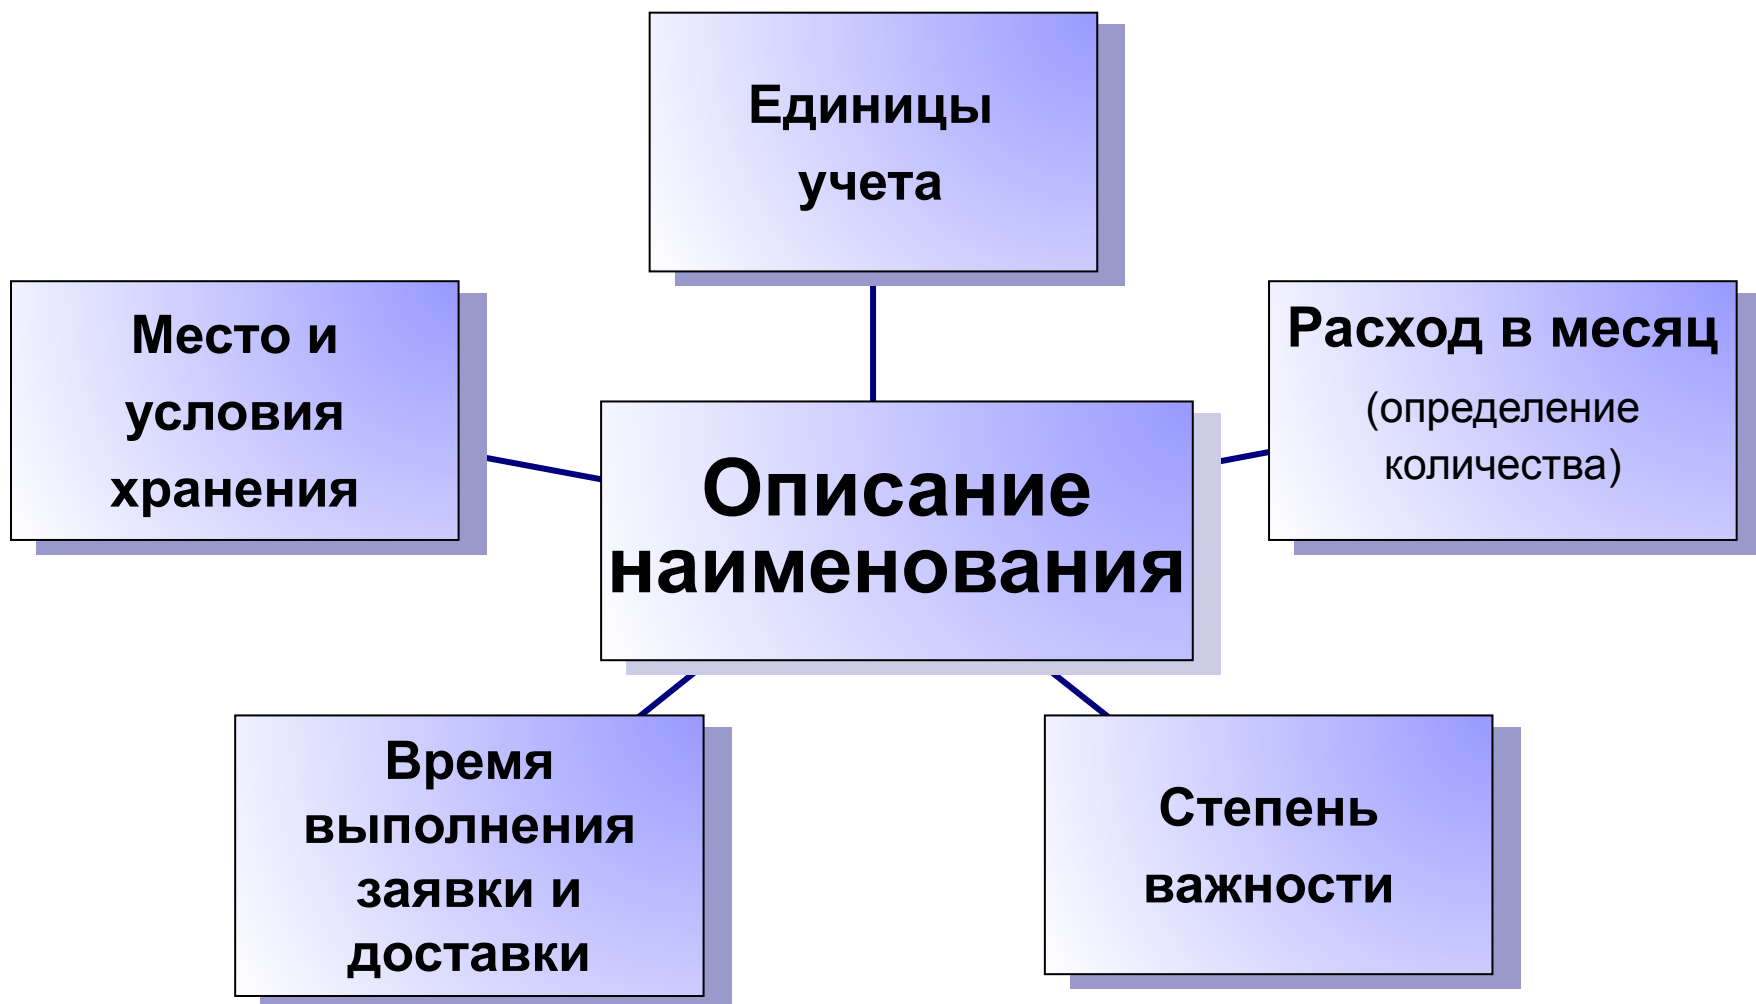 Единицы
учета
Место и
условия
хранения
Расход в месяц
(определение
количества)
Описание
наименования
Время
выполнения
заявки и
доставки
Степень
важности